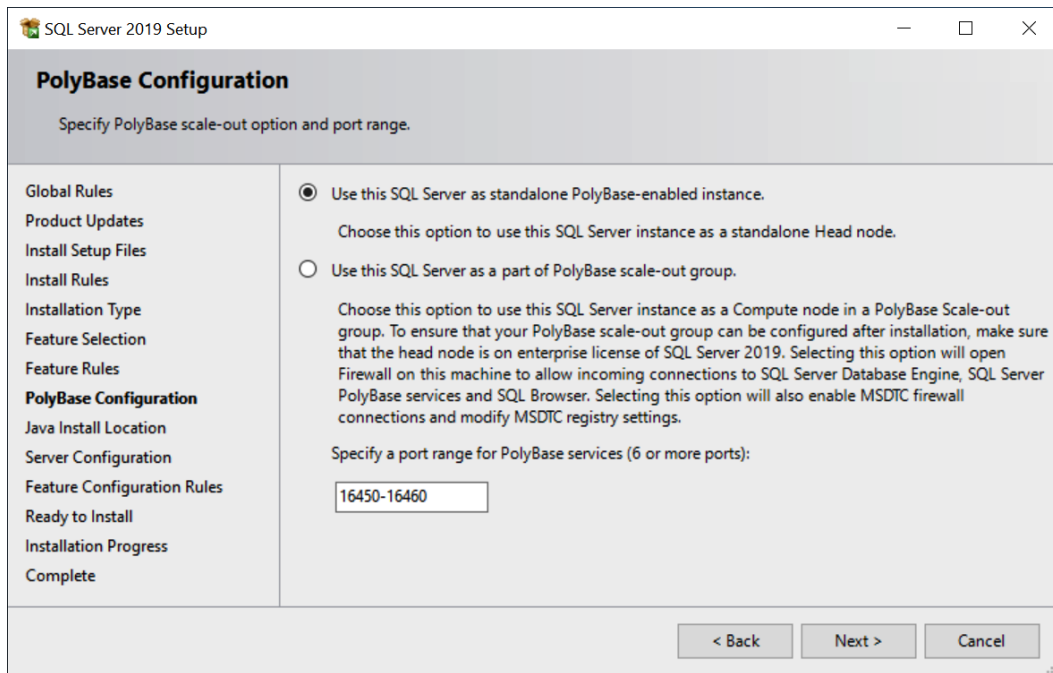 SQL Server 2019 Setup
PolyBase Configuration
Specify PolyBase scale-out option and port range.
Global Rules
Product Updates
Install Setup Files
Install Rules
Installation Type
Feature Selection
Feature Rules
PolyBase Configuration
Java Install Location
Server Configuration
Feature Configuration Rules
Ready to Install
Installation Progress
Complete
Use this SQL Server as standalone PolyBase-enabled instance.
Choose this option to use this SQL Server instance as a standalone Head node.
Use this SQL Server as a part of PolyBase scale-out group.
Choose this option to use this SQL Server instance as a Compute node in a PolyBase Scale-out
group. To ensure that your PolyBase scale-out group can be configured after installation, make sure
that the head node is on enterprise license of SQL Server 2019. Selecting this option will open
Firewall on this machine to allow incoming connections to SQL Server Database Engine, SQL Server
PolyBase services and SQL Browser. Selecting this option will also enable MSDTC firewall
connections and modify MSDTC registry settings.
Specify a port range for PolyBase services (6 or more ports):
16450-16460
< Back
Next >
Cancel